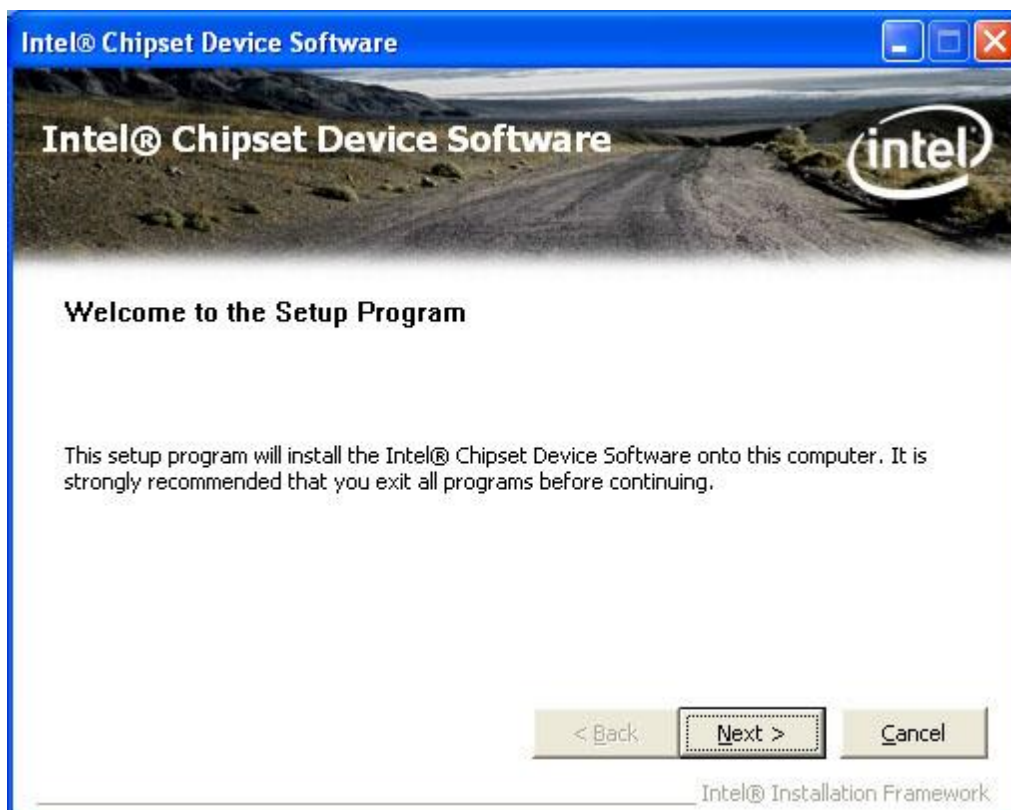 Intel® Chipset Device Software
Intel® Chipset Device Software
intel
Welcome to the Setup Program
This setup program will install the Intel® Chipset Device Software onto this computer. It is
strongly recommended that you exit all programs before continuing.
< Back
Next >
Cancel
Intel® Installation Framework